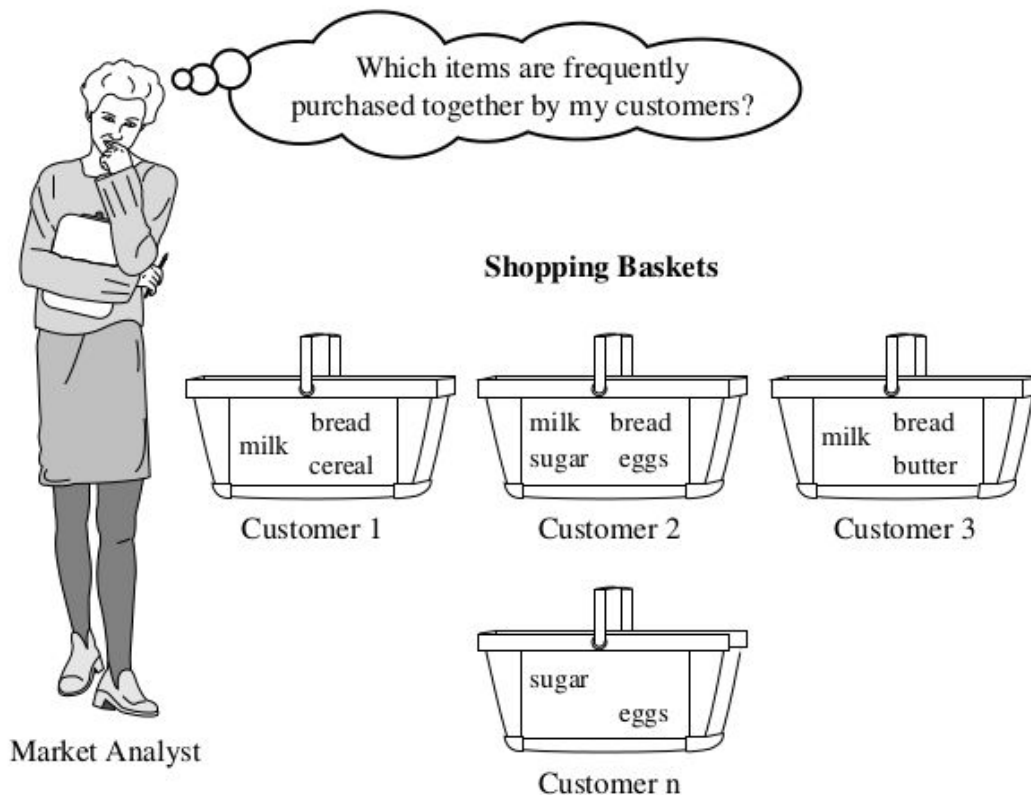 Which items are frequently
purchased together by my customers?
Shopping Baskets
milk
bread
cereal
Customer 1
milk bread
sugar eggs
Customer 2
milk
bread
butter
Customer 3
sugar
eggs
Customer n
Market Analyst